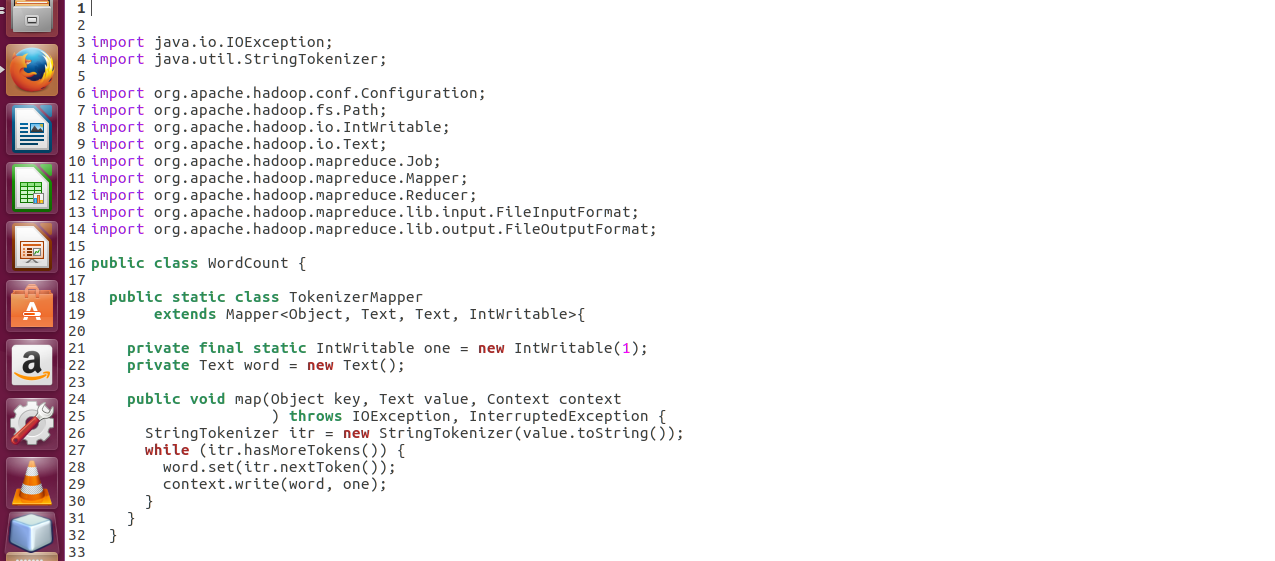 1
2
3 import java.io.IOException;
4 import java.util.StringTokenizer;
5
6 import org.apache.hadoop.conf.Configuration;
7 import org.apache.hadoop.fs.Path;
8 import org.apache.hadoop.io.IntWritable;
9 import org.apache.hadoop.io.Text;
10 import org.apache.hadoop.mapreduce.Job;
11 import org.apache.hadoop.mapreduce.Mapper;
12 import org.apache.hadoop.mapreduce.Reducer;
13 import org.apache.hadoop.mapreduce.lib.input.FileInputFormat;
14 import org.apache.hadoop.mapreduce.lib.output.FileOutputFormat;
15
16 public class WordCount {
17
18   public static class TokenizerMapper
19        extends Mapper<Object, Text, Text, IntWritable>{
20
21     private final static IntWritable one = new IntWritable(1);
22     private Text word = new Text();
23
24     public void map(Object key, Text value, Context context
25                     ) throws IOException, InterruptedException {
26       StringTokenizer itr = new StringTokenizer(value.toString());
27       while (itr.hasMoreTokens()) {
28         word.set(itr.nextToken());
29         context.write(word, one);
30       }
31     }
32   }
33